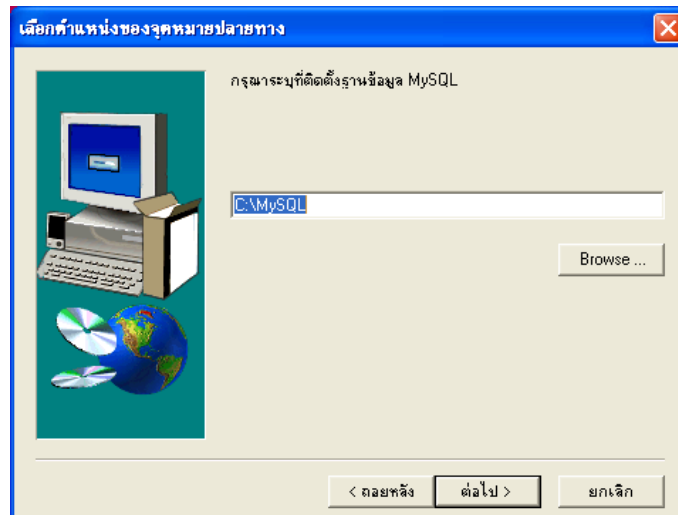 เลือกตำแหน่งของจุดหมายปลายทาง
กรุณาระบุที่ติดตั้งฐานข้อมูล MySQL
C:\MySQL
Browse ...
< ถอยหลัง
ต่อไป >
ยกเลิก